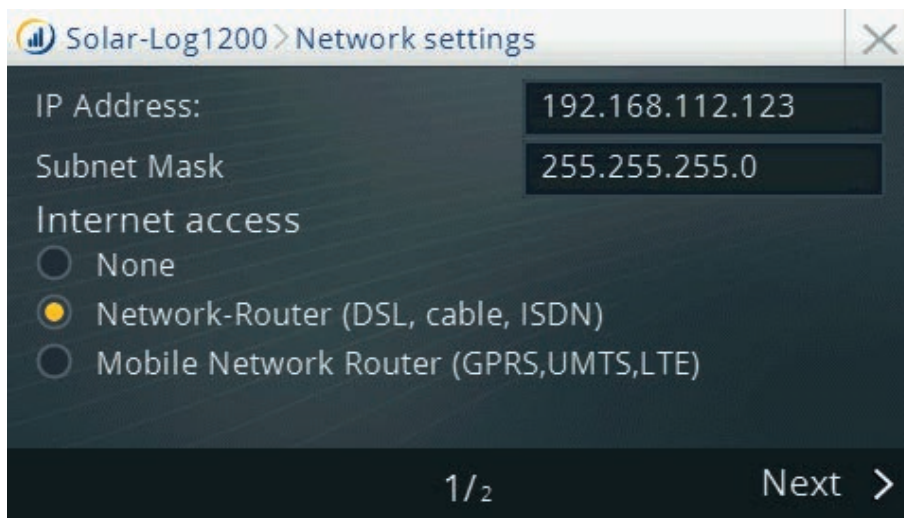 Solar-Log1200 > Network settings
IP Address: 192.168.112.123
Subnet Mask 255.255.255.0
Internet access
None
Network-Router (DSL, cable, ISDN)
Mobile Network Router (GPRS,UMTS,LTE)
1/2 Next >